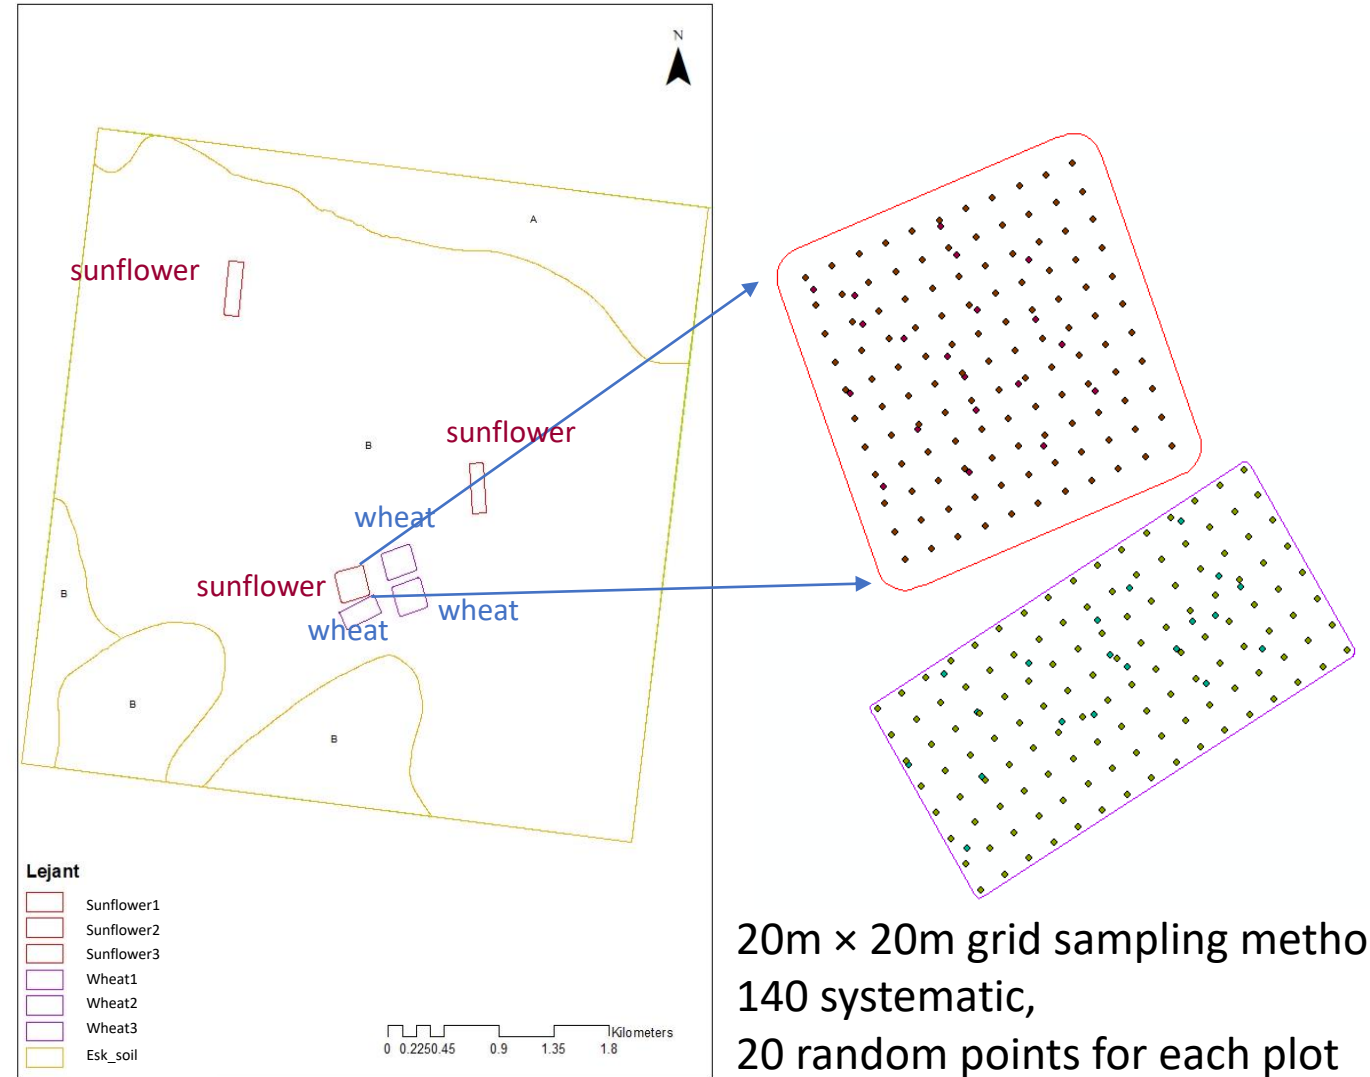 N
A
sunflower
sunflower
B
wheat
sunflower
B
wheat
wheat
B
B
Lejant
Sunflower1
Sunflower2
Sunflower3
Wheat1
Wheat2
Wheat3
Esk_soil
Kilometers
0 0.2250.45 0.9 1.35 1.8
20m × 20m grid sampling metho
140 systematic,
20 random points for each plot